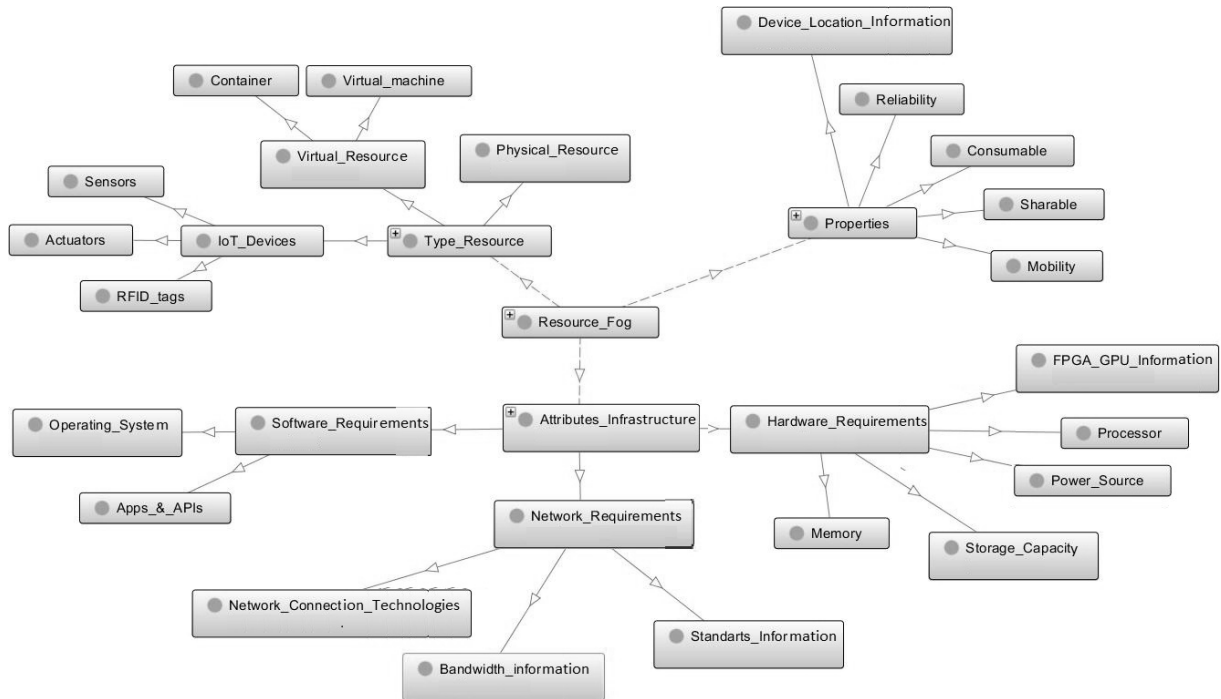 Device_Location_Information
Container
Virtual_machine
Reliability
Virtual_Resource
Physical_Resource
Consumable
Sensors
Sharable
Properties
Actuators
IoT_Devices
Type_Resource
Mobility
RFID_tags
Resource_Fog
FPGA_GPU_Information
Operating_System
Software_Requirements
Attributes_Infrastructure
Hardware_Requirements
Processor
Power_Source
Apps_&_APIs
Network_Requirements
Memory
Storage_Capacity
Network_Connection_Technologies
Standarts_Information
Bandwidth_information